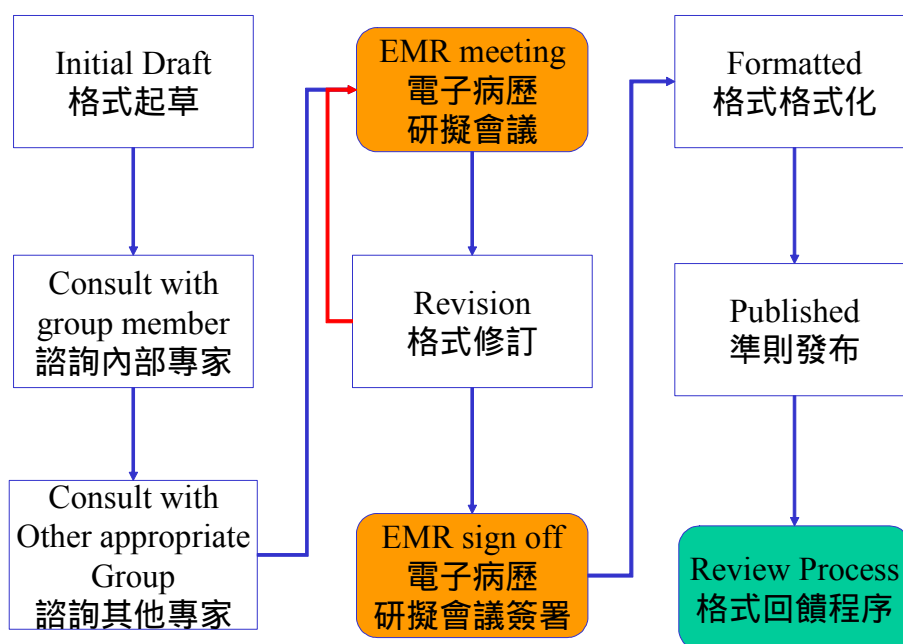 Initial Draft
格式起草
Consult with
group member
諮詢內部專家
Consult with
Other appropriate
Group
諮詢其他專家
EMR meeting
電子病歷
研擬會議
Revision
格式修訂
EMR sign off
電子病歷
研擬會議簽署
Formatted
格式格式化
Published
準則發布
Review Process
格式回饋程序